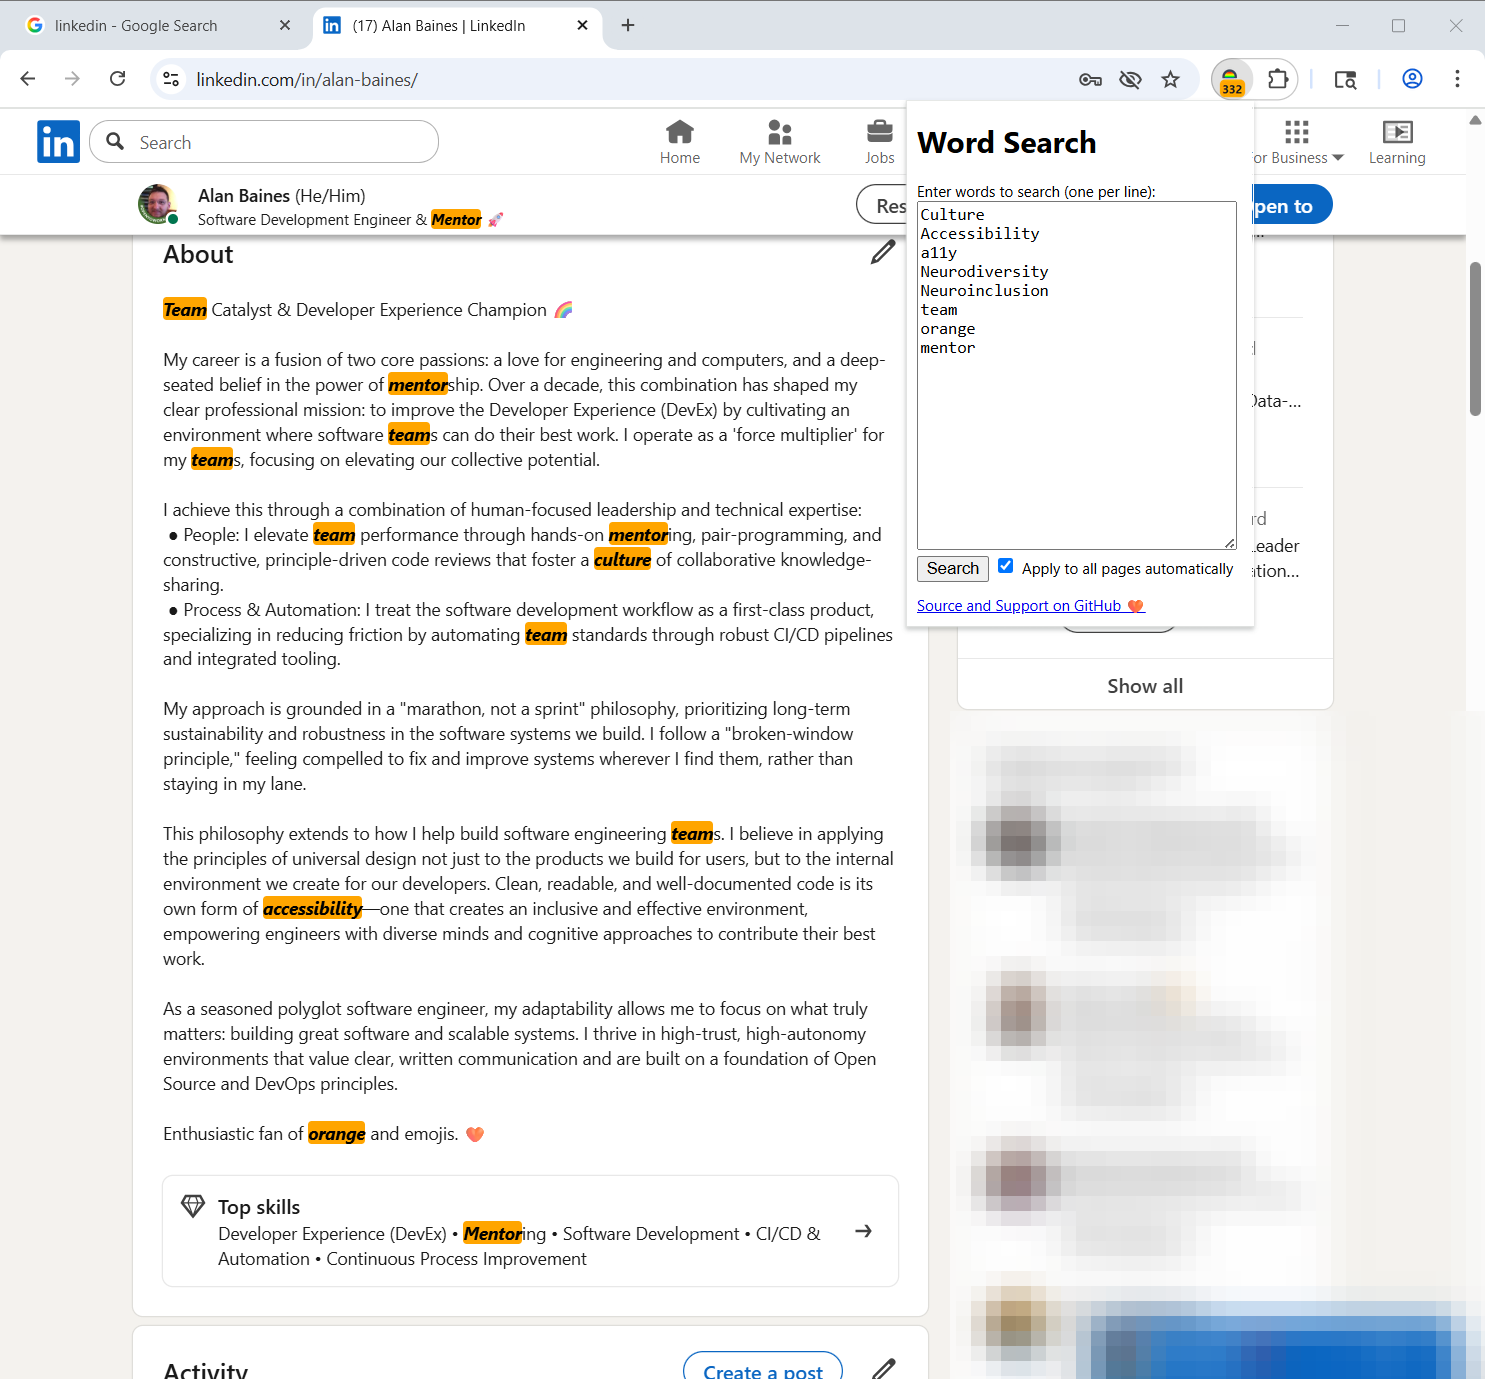 linkedin - Google Search
(17) Alan Baines | LinkedIn
linkedin.com/in/alan-baines/
332
in
Search
Home
My Network
Jobs
or Business
Learning
Alan Baines (He/Him)
Software Development Engineer & Mentor 🚀
Res
pen to
Word Search
Enter words to search (one per line):
Culture
Accessibility
a11y
Neurodiversity
Neuroinclusion
team
orange
mentor
Search
Apply to all pages automatically
Source and Support on GitHub 🧡
About
Team Catalyst & Developer Experience Champion 🌈
My career is a fusion of two core passions: a love for engineering and computers, and a deep-
seated belief in the power of mentorship. Over a decade, this combination has shaped my
clear professional mission: to improve the Developer Experience (DevEx) by cultivating an
environment where software teams can do their best work. I operate as a 'force multiplier' for
my teams, focusing on elevating our collective potential.
I achieve this through a combination of human-focused leadership and technical expertise:
● People: I elevate team performance through hands-on mentoring, pair-programming, and
constructive, principle-driven code reviews that foster a culture of collaborative knowledge-
sharing.
● Process & Automation: I treat the software development workflow as a first-class product,
specializing in reducing friction by automating team standards through robust CI/CD pipelines
and integrated tooling.
My approach is grounded in a "marathon, not a sprint" philosophy, prioritizing long-term
sustainability and robustness in the software systems we build. I follow a "broken-window
principle," feeling compelled to fix and improve systems wherever I find them, rather than
staying in my lane.
This philosophy extends to how I help build software engineering teams. I believe in applying
the principles of universal design not just to the products we build for users, but to the internal
environment we create for our developers. Clean, readable, and well-documented code is its
own form of accessibility—one that creates an inclusive and effective environment,
empowering engineers with diverse minds and cognitive approaches to contribute their best
work.
As a seasoned polyglot software engineer, my adaptability allows me to focus on what truly
matters: building great software and scalable systems. I thrive in high-trust, high-autonomy
environments that value clear, written communication and are built on a foundation of Open
Source and DevOps principles.
Enthusiastic fan of orange and emojis. 🧡
Top skills
Developer Experience (DevEx) • Mentoring • Software Development • CI/CD &
Automation • Continuous Process Improvement
Activity
Create a post
Data-...
rd
Leader
ation...
Show all